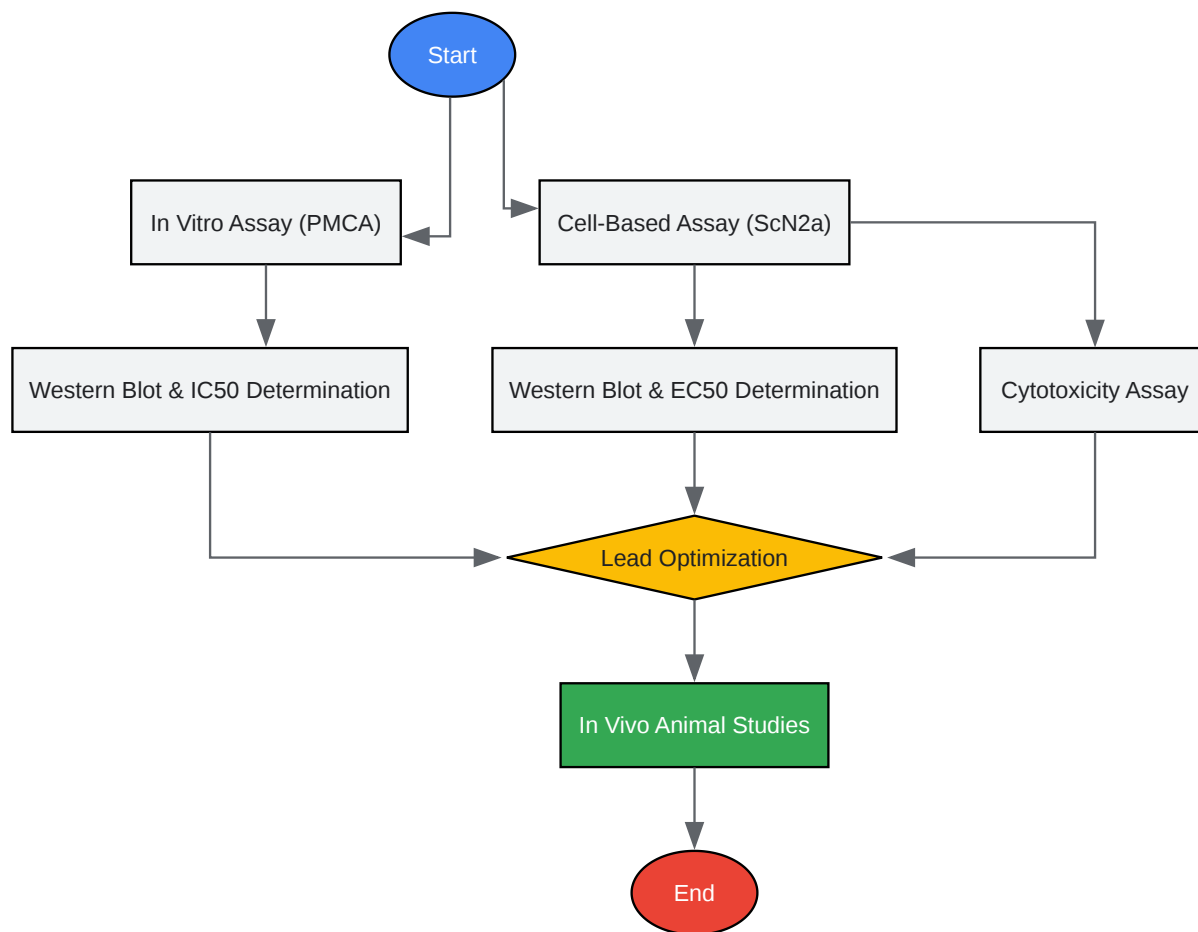 Start
In Vitro Assay (PMCA)
Cell-Based Assay (ScN2a)
Western Blot & IC50 Determination
Western Blot & EC50 Determination
Cytotoxicity Assay
Lead Optimization
In Vivo Animal Studies
End